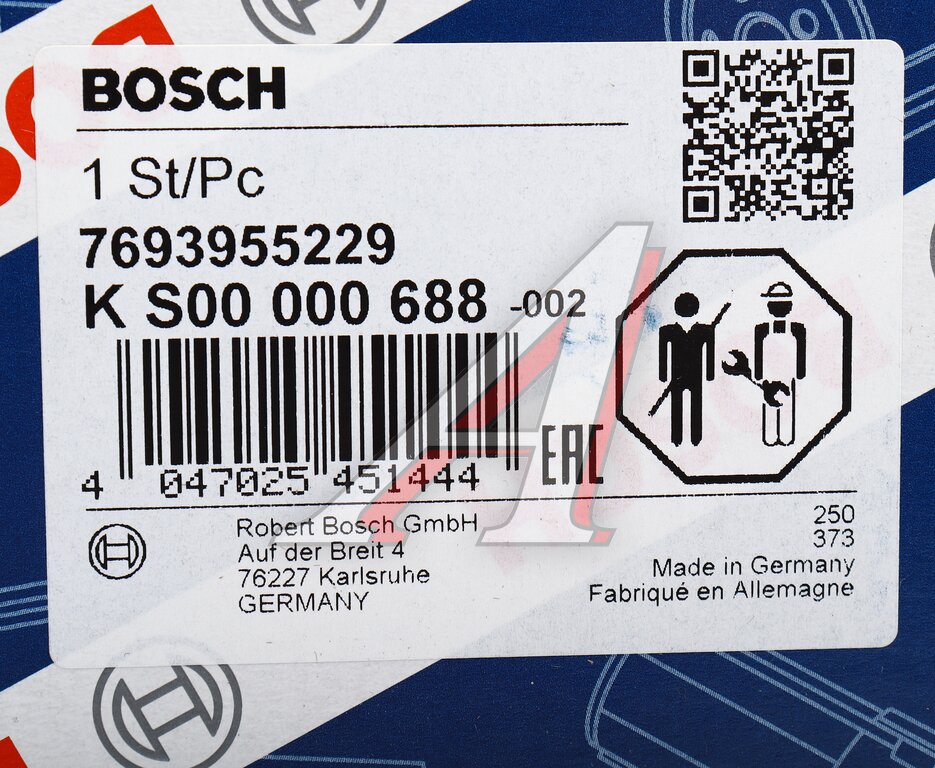 BOSCH
1 St/Pc
7693955229
K S00 000 688 -002
4 047025 451444
EAC
Robert Bosch GmbH
Auf der Breit 4
76227 Karlsruhe
GERMANY
250
373
Made in Germany
Fabriqué en Allemagne